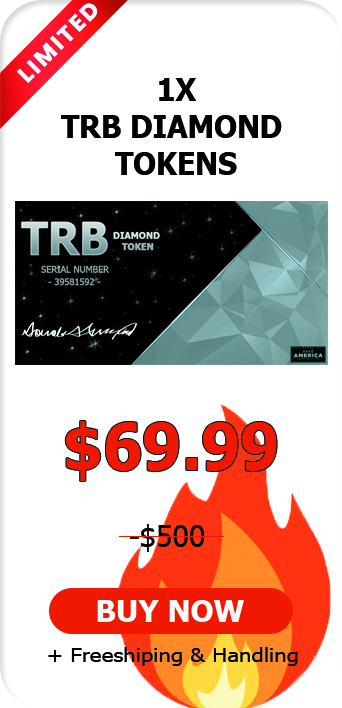 LIMITED
1X
TRB DIAMOND
TOKENS
TRB DIAMOND
TOKEN
SERIAL NUMBER
- 39581592 -
SAVE
AMERICA
$69.99
-$500
BUY NOW
+ Freeshiping & Handling